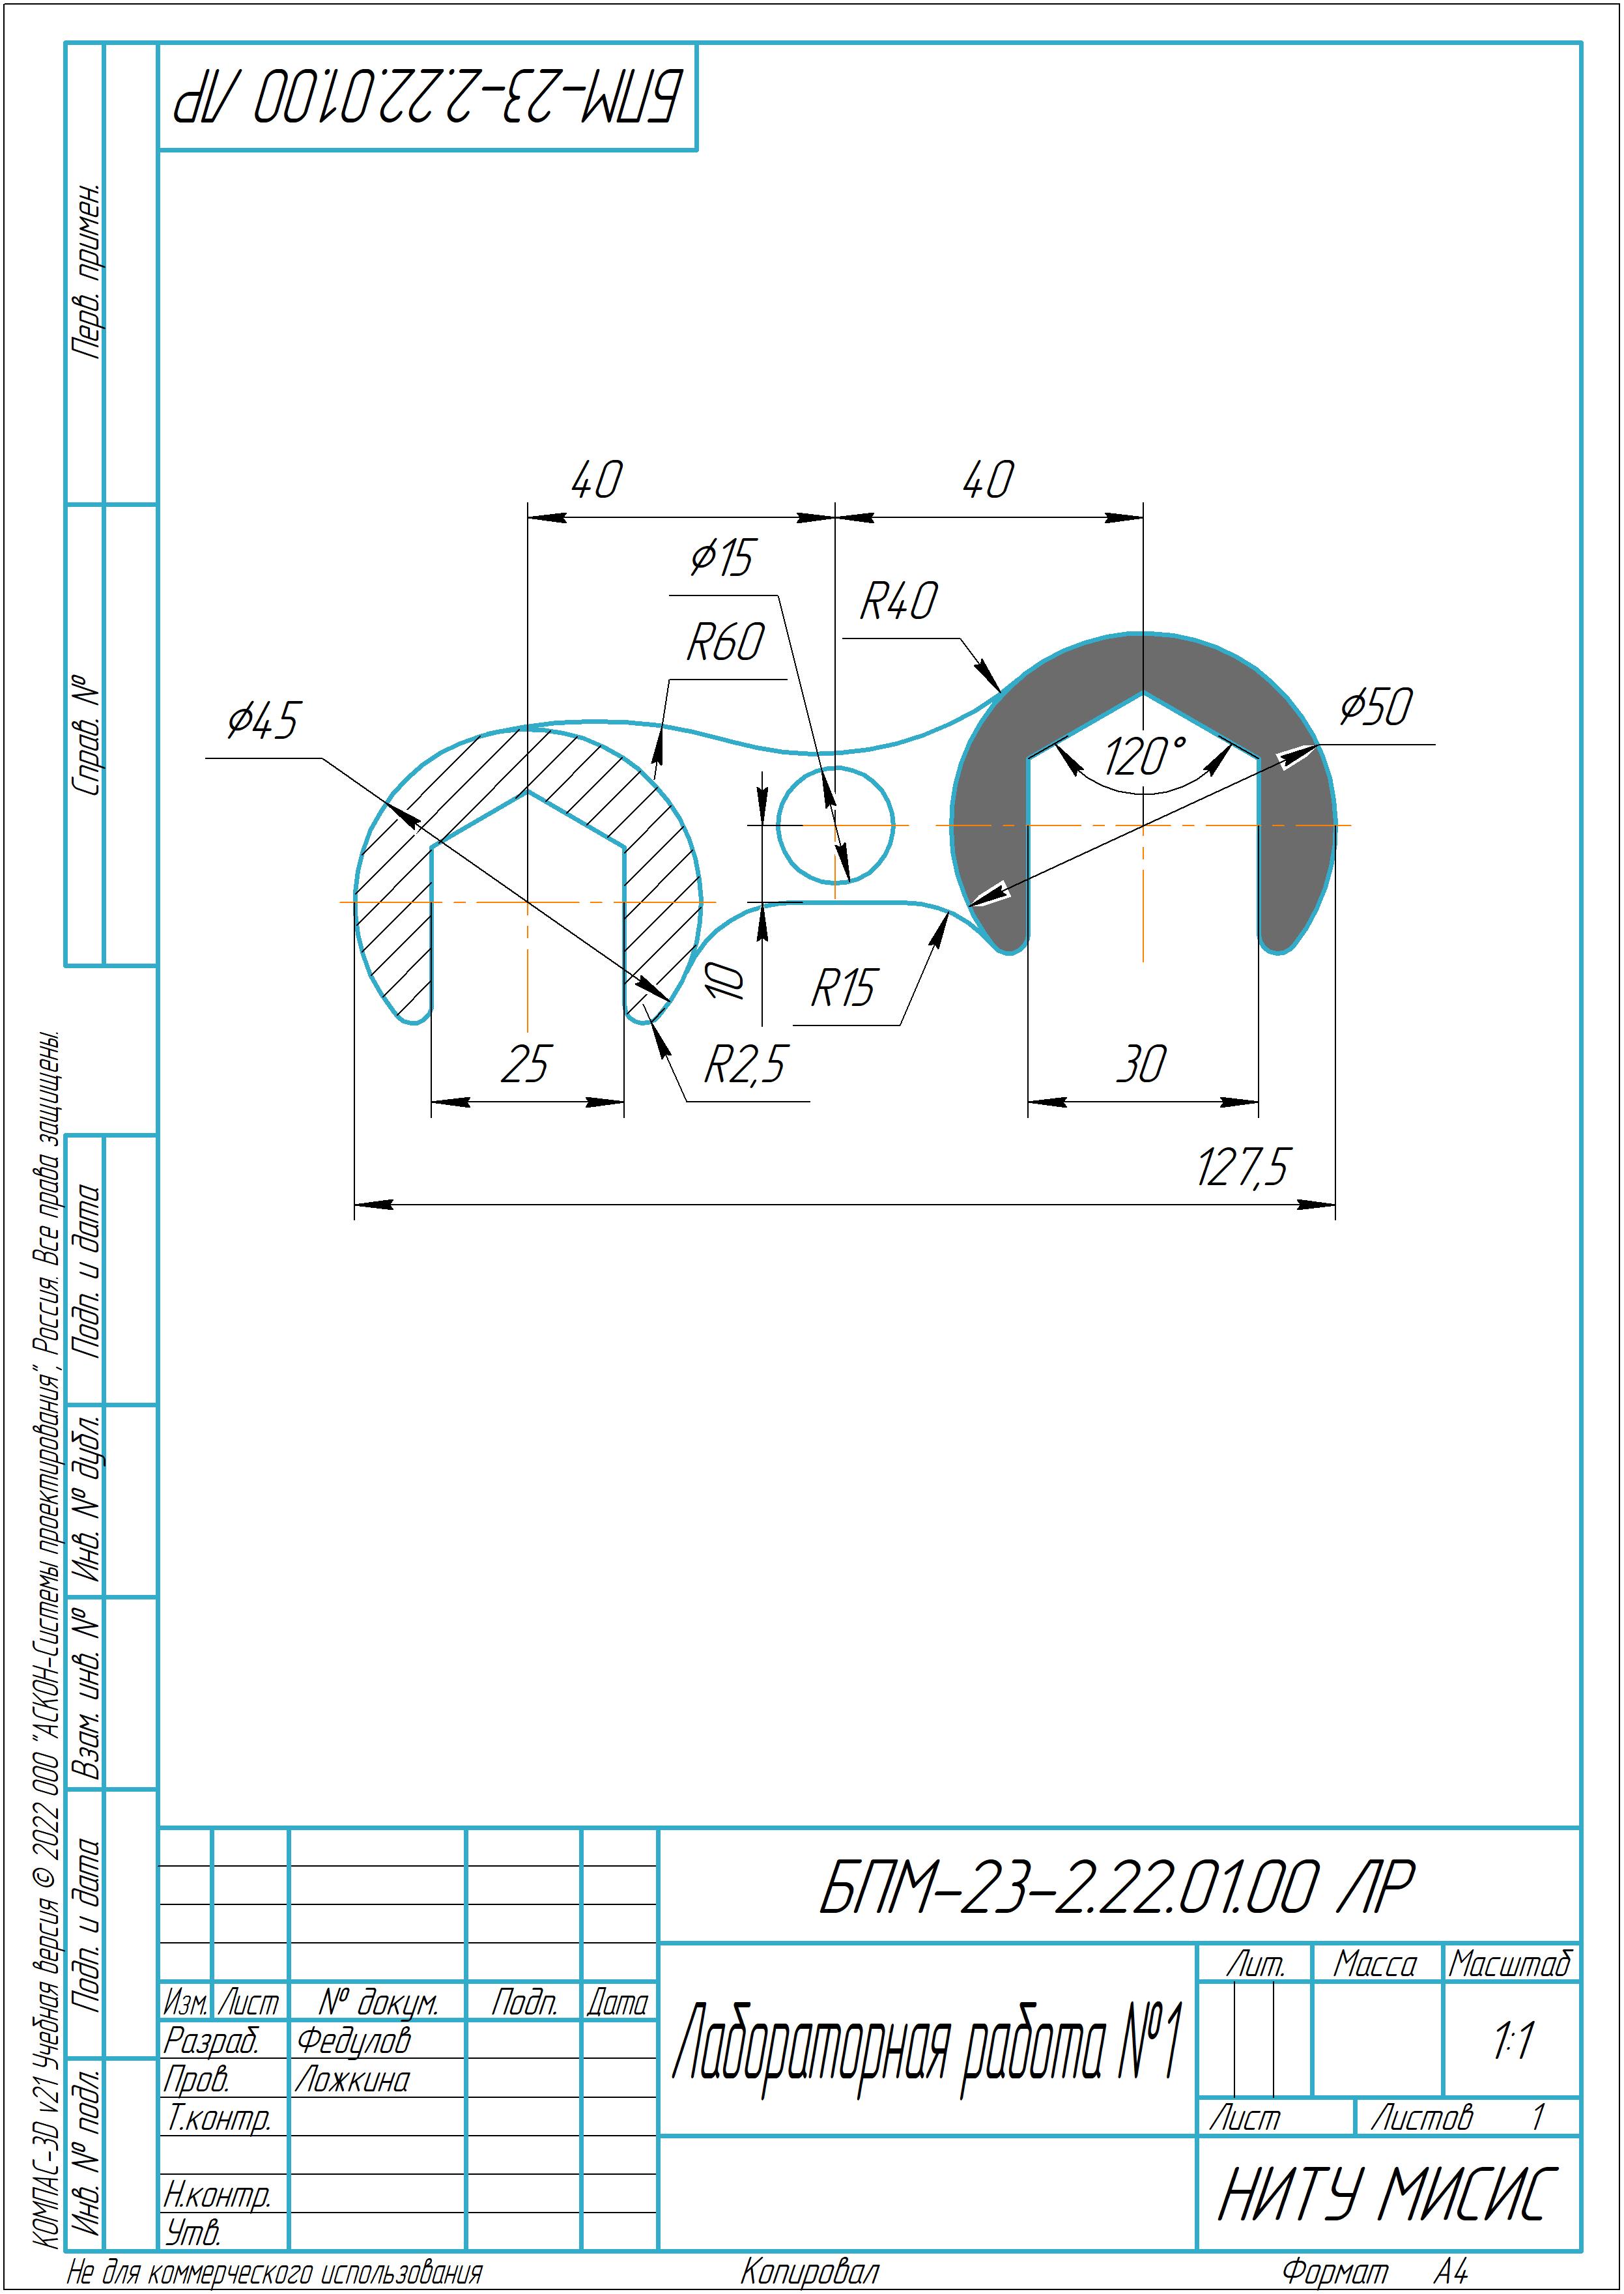 БПМ-23-2.22.01.00 ЛР
Перв. примен.
Справ. №
Подп. и дата
Инв. № дубл.
Взам. инв. №
Подп. и дата
Инв. № подл.
КОМПАС-3D v21 Учебная версия © 2022 ООО "АСКОН-Системы проектирования", Россия. Все права защищены.
40
40
⌀15
R40
R60
⌀45
⌀50
120°
10
R15
25
R2,5
30
127,5
БПМ-23-2.22.01.00 ЛР
Изм. Лист № докум. Подп. Дата
Разраб. Федулов
Пров. Ложкина
Т.контр.
Н.контр.
Утв.
Лабораторная работа №1
Лит. Масса Масштаб
1:1
Лист Листов 1
НИТУ МИСИС
Не для коммерческого использования Копировал Формат А4